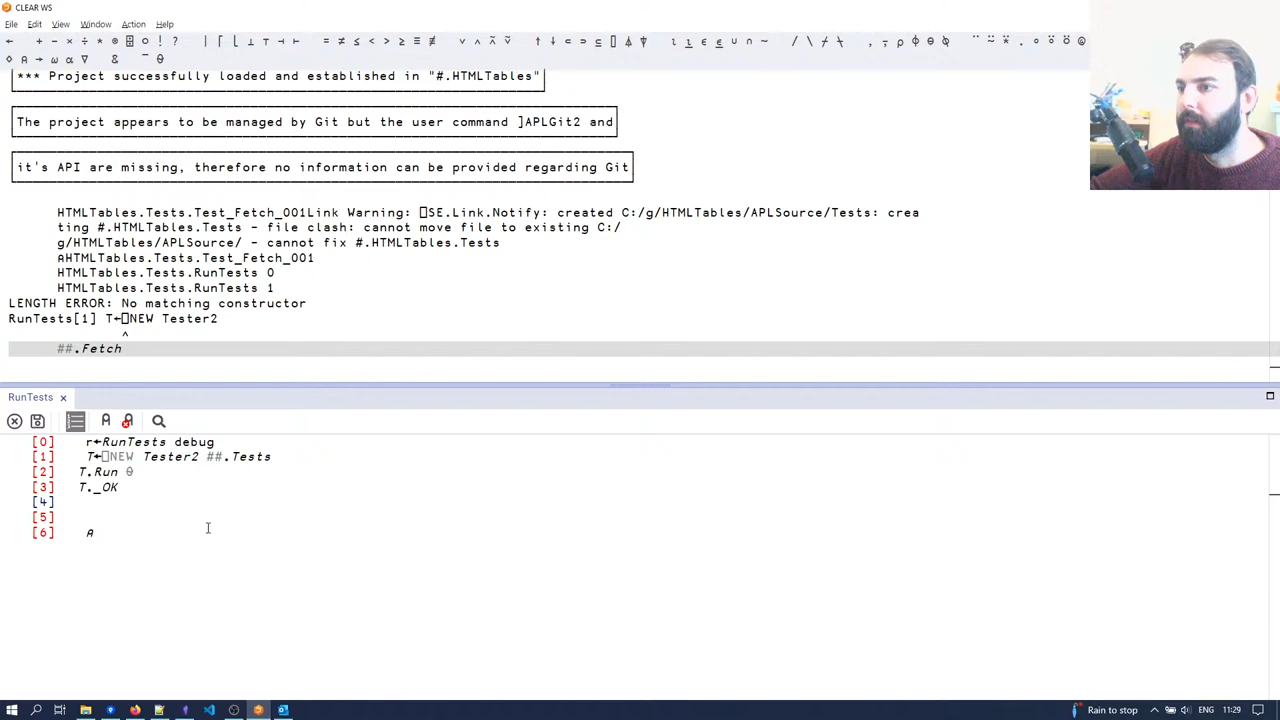 CLEAR WS
File Edit View Window Action Help
← + - × ÷ * ⍟ ⌹ ○ ! ? | ⌈ ⌊ ⊥ ⊤ ⊣ ⊢ = ≠ ≤ < > ≥ ≡ ≢ ∨ ∧ ⍲ ⍱ ↑ ↓ ⊂ ⊃ ⊆ ⌷ ⍋ ⍒ ⍳ ⍸ ∊ ⍷ ∪ ∩ ~ / \ ⌿ ⍀ , ⍪ ⍴ ⌽ ⊖ ⍉ ¨ ⍨ ⍣ . ∘ ⍤ ⍥ @
⋄ ⍝ → ⍵ ⍺ ∇ & ¯ ⍬
*** Project successfully loaded and established in "#.HTMLTables"
The project appears to be managed by Git but the user command ]APLGit2 and
it's API are missing, therefore no information can be provided regarding Git
HTMLTables.Tests.Test_Fetch_001Link Warning: ⎕SE.Link.Notify: created C:/g/HTMLTables/APLSource/Tests: crea
ting #.HTMLTables.Tests - file clash: cannot move file to existing C:/
g/HTMLTables/APLSource/ - cannot fix #.HTMLTables.Tests
⍝HTMLTables.Tests.Test_Fetch_001
HTMLTables.Tests.RunTests 0
HTMLTables.Tests.RunTests 1
LENGTH ERROR: No matching constructor
RunTests[1] T←⎕NEW Tester2
^
##.Fetch
RunTests
[0] r←RunTests debug
[1] T←⎕NEW Tester2 ##.Tests
[2] T.Run ⍬
[3] T._OK
[4]
[5]
[6] ⍝
Rain to stop ENG 11:29